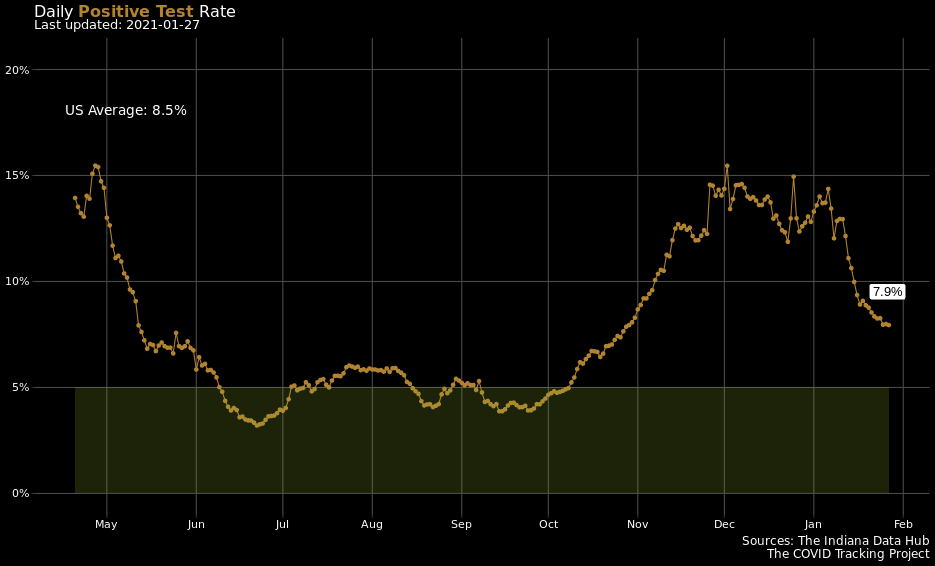 Daily Positive Test Rate
Last updated: 2021-01-27
20%
US Average: 8.5%
15%
10%
7.9%
5%
0%
May Jun Jul Aug Sep Oct Nov Dec Jan Feb
Sources: The Indiana Data Hub
The COVID Tracking Project